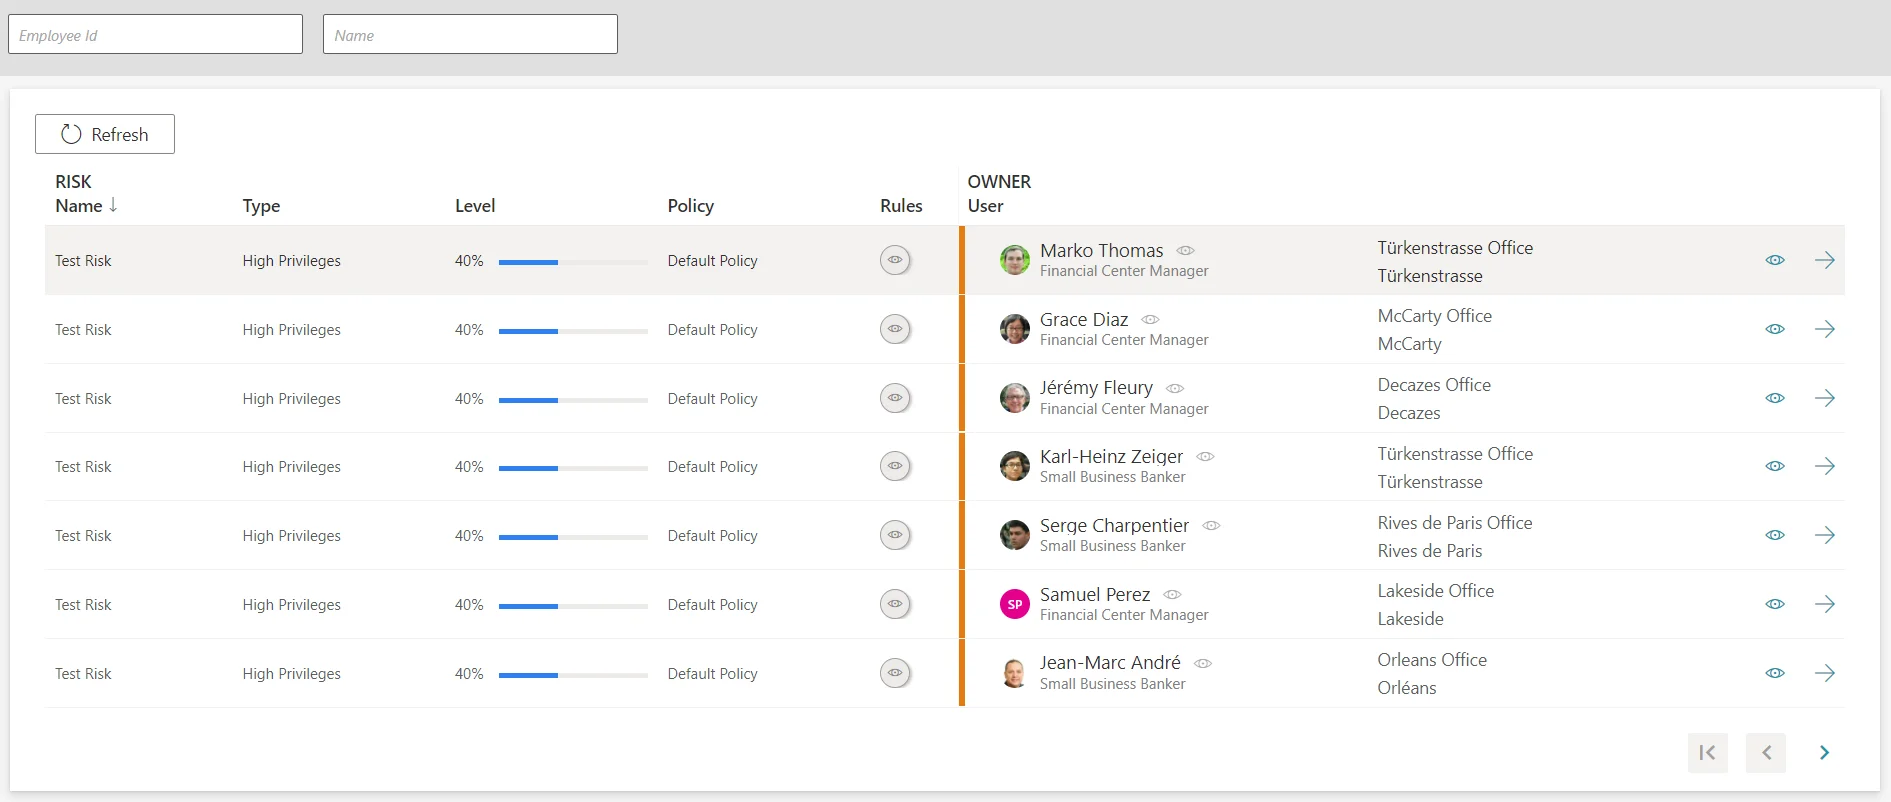 Employee Id
Name
Refresh
RISK
OWNER
Name Type Level Policy Rules User
Test Risk High Privileges 40% Default Policy Marko Thomas Türkenstrasse Office
Financial Center Manager Türkenstrasse
Test Risk High Privileges 40% Default Policy Grace Diaz McCarty Office
Financial Center Manager McCarty
Test Risk High Privileges 40% Default Policy Jérémy Fleury Decazes Office
Financial Center Manager Decazes
Test Risk High Privileges 40% Default Policy Karl-Heinz Zeiger Türkenstrasse Office
Small Business Banker Türkenstrasse
Test Risk High Privileges 40% Default Policy Serge Charpentier Rives de Paris Office
Small Business Banker Rives de Paris
Test Risk High Privileges 40% Default Policy SP Samuel Perez Lakeside Office
Financial Center Manager Lakeside
Test Risk High Privileges 40% Default Policy Jean-Marc André Orleans Office
Small Business Banker Orléans